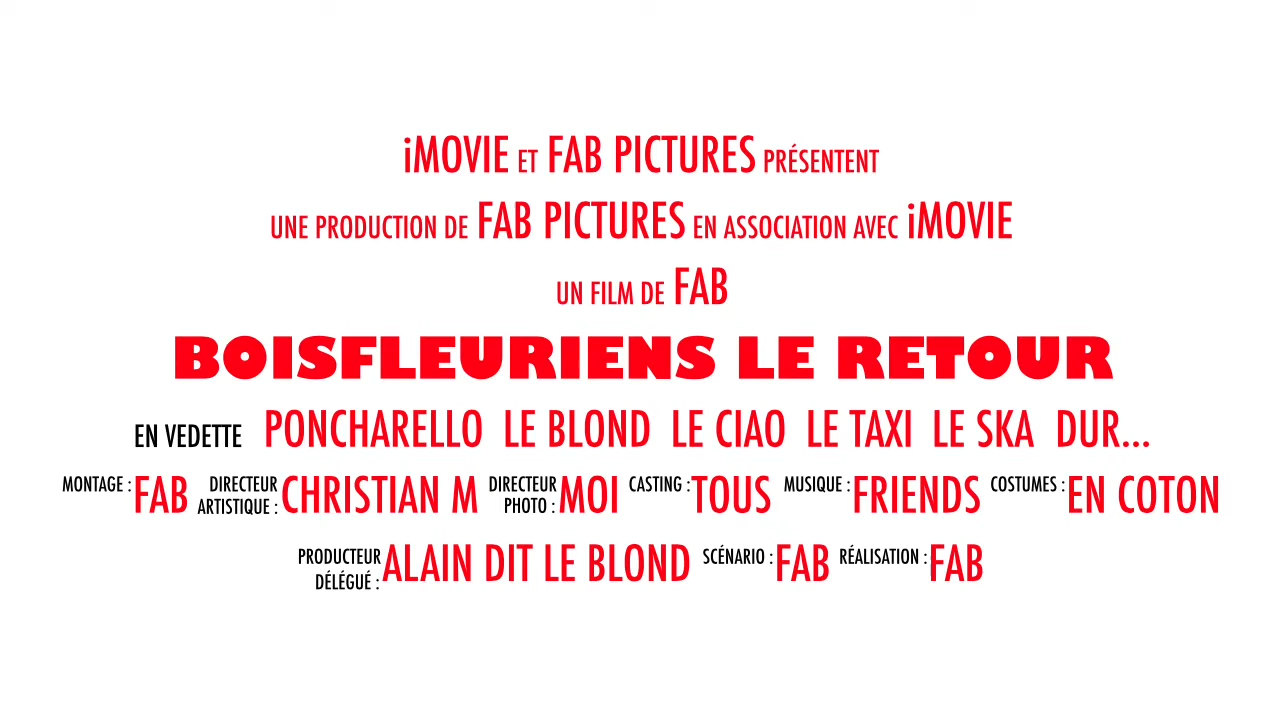 iMOVIE ET FAB PICTURES PRÉSENTENT
UNE PRODUCTION DE FAB PICTURES EN ASSOCIATION AVEC iMOVIE
UN FILM DE FAB
BOISFLEURIENS LE RETOUR
EN VEDETTE PONCHARELLO LE BLOND LE CIAO LE TAXI LE SKA DUR...
MONTAGE : FAB DIRECTEUR ARTISTIQUE : CHRISTIAN M DIRECTEUR PHOTO : MOI CASTING : TOUS MUSIQUE : FRIENDS COSTUMES : EN COTON
PRODUCTEUR DÉLÉGUÉ : ALAIN DIT LE BLOND SCÉNARIO : FAB RÉALISATION : FAB